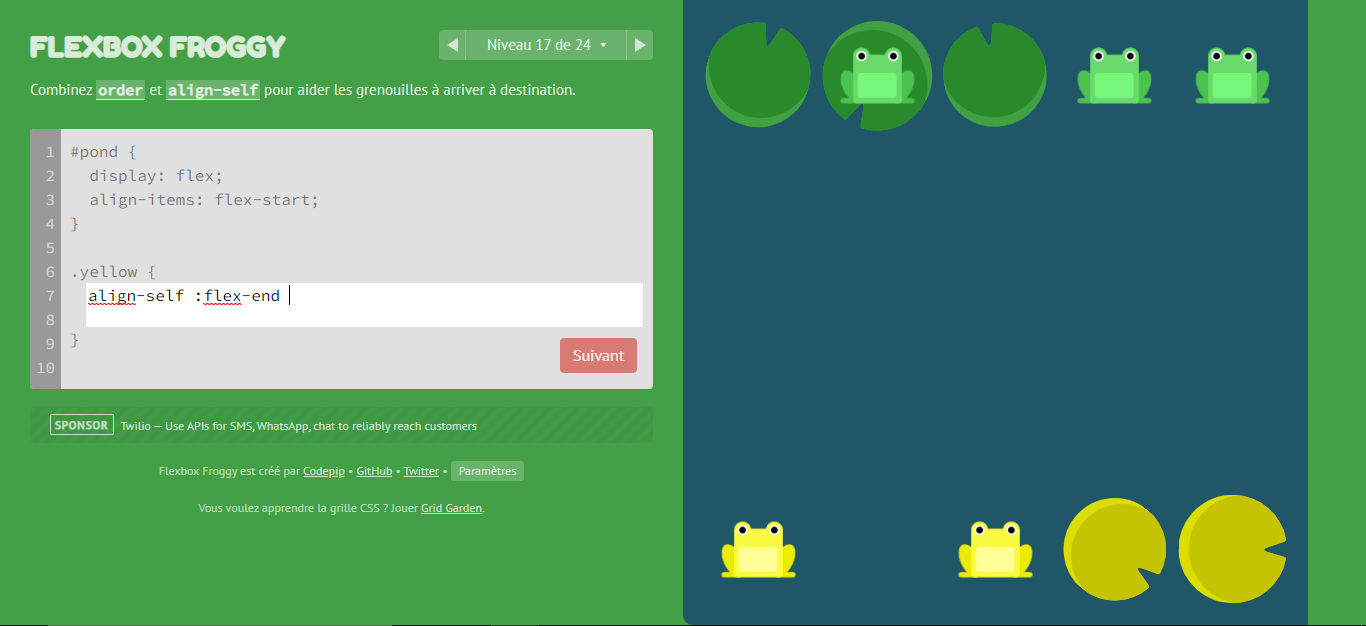 FLEXBOX FROGGY
Niveau 17 de 24
Combinez order et align-self pour aider les grenouilles à arriver à destination.
1 #pond {
2 display: flex;
3 align-items: flex-start;
4 }
5
6 .yellow {
7 align-self :flex-end
8
9 }
10
Suivant
SPONSOR Twilio — Use APIs for SMS, WhatsApp, chat to reliably reach customers
Flexbox Froggy est créé par Codepip • GitHub • Twitter • Paramètres
Vous voulez apprendre la grille CSS ? Jouer Grid Garden.